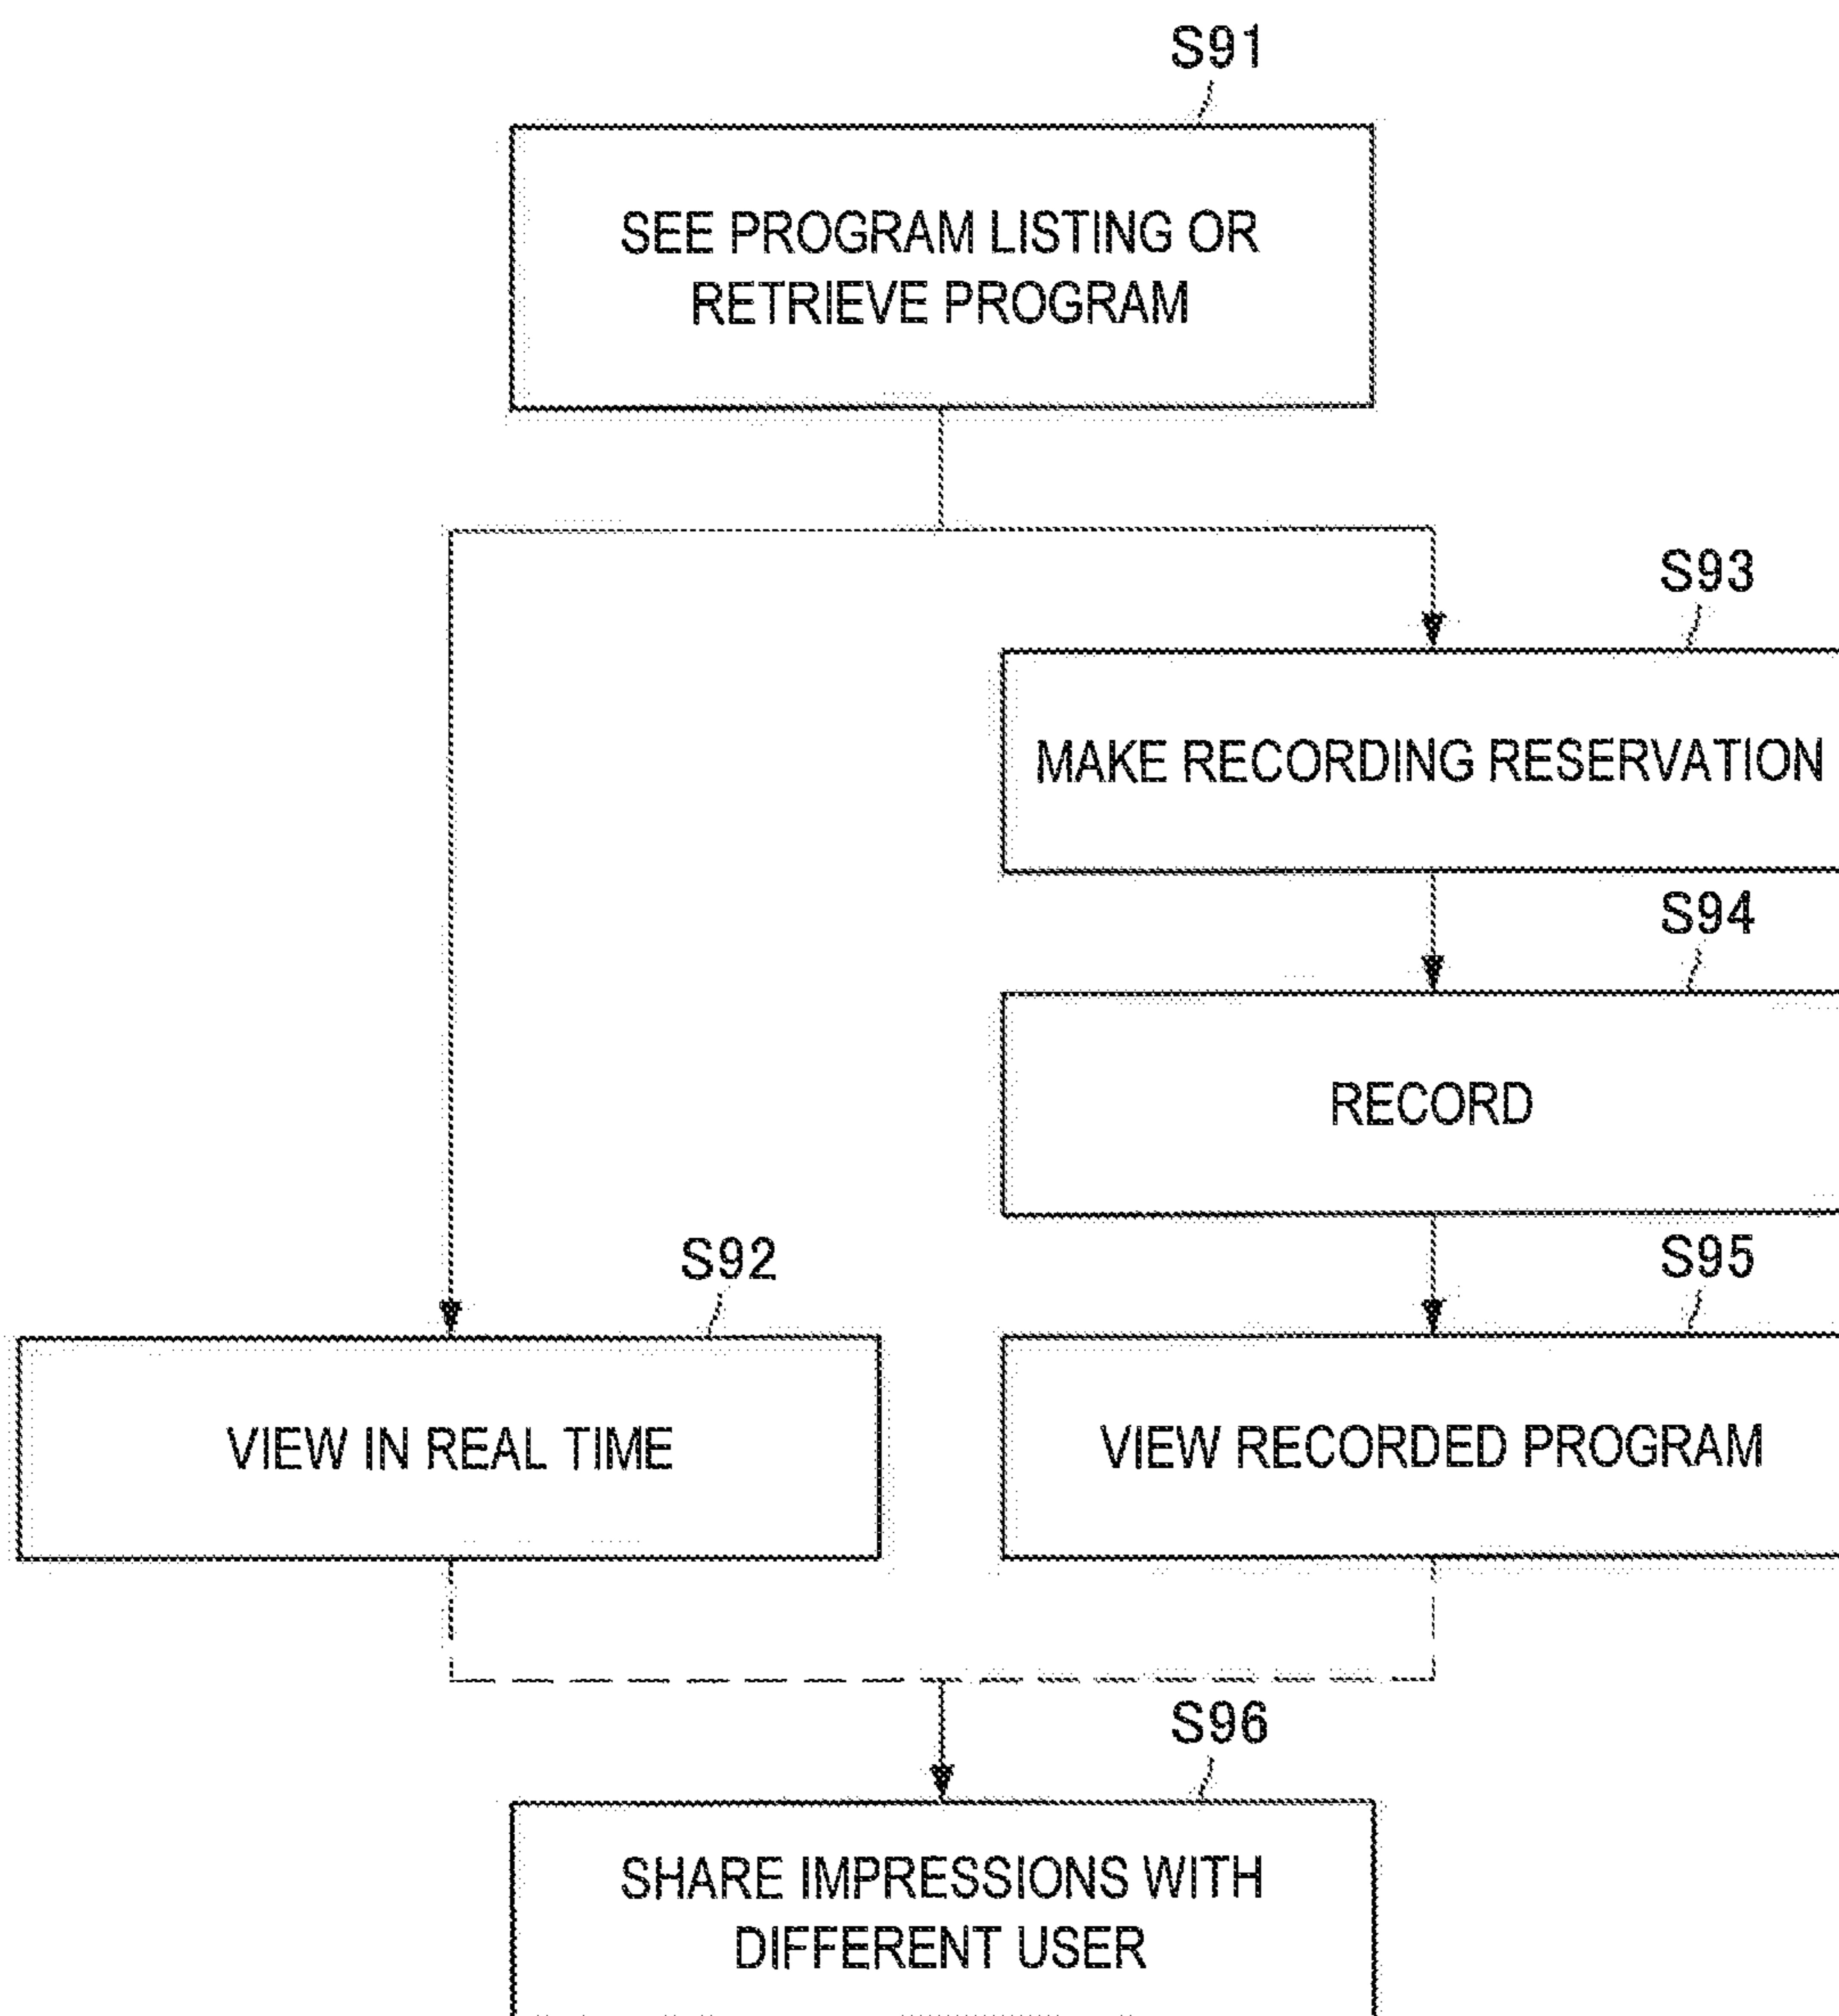 S91
SEE PROGRAM LISTING OR
RETRIEVE PROGRAM
S93
MAKE RECORDING RESERVATION
S94
RECORD
S92
VIEW IN REAL TIME
S95
VIEW RECORDED PROGRAM
S96
SHARE IMPRESSIONS WITH
DIFFERENT USER